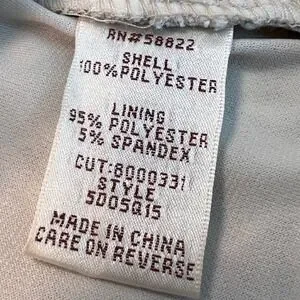 RN#58822
SHELL
100%POLYESTER
LINING
95% POLYESTER
5% SPANDEX
CUT:8000331
STYLE
5D05Q15
MADE IN CHINA
CARE ON REVERSE